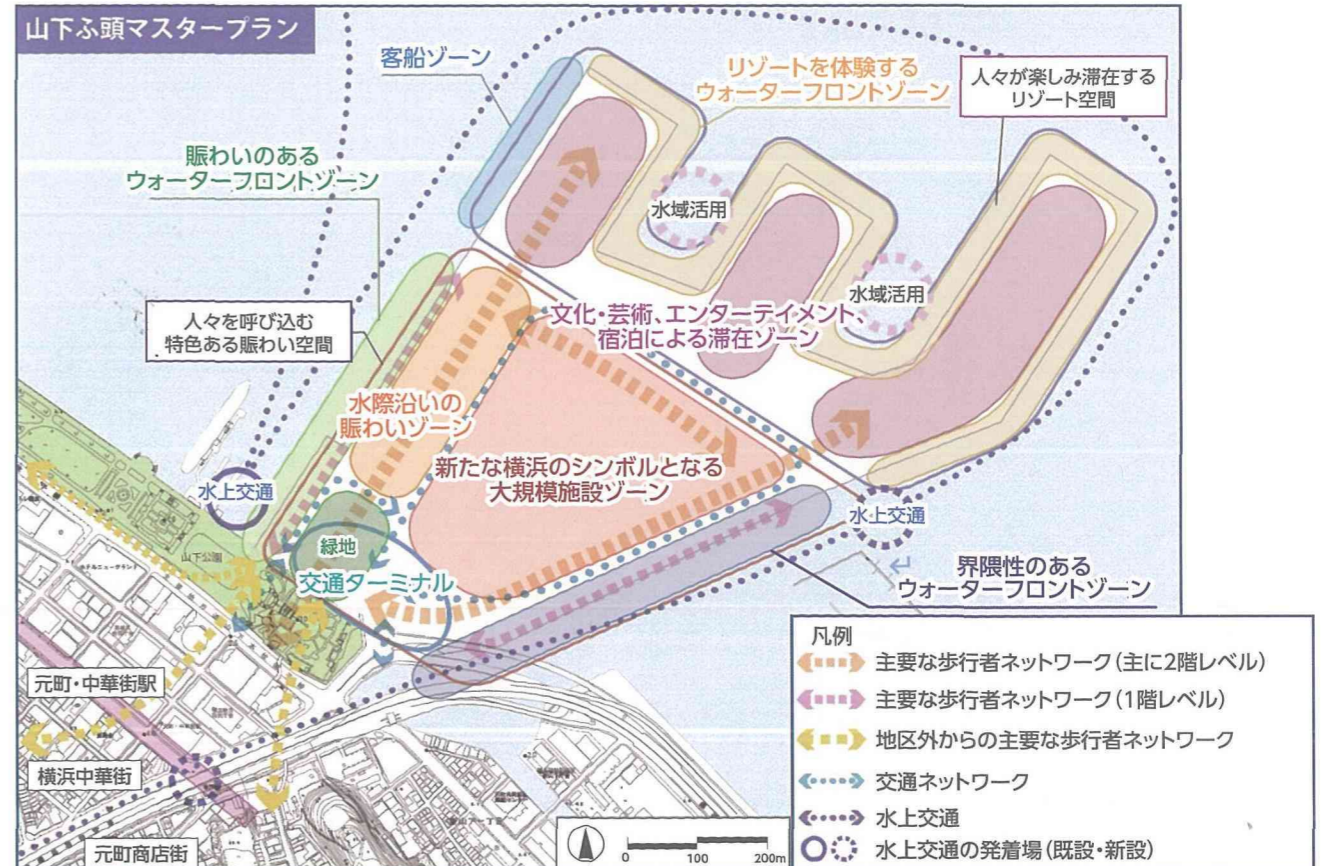 山下ふ頭マスタープラン
客船ゾーン
リゾートを体験する
ウォーターフロントゾーン
人々が楽しみ滞在する
リゾート空間
賑わいのある
ウォーターフロントゾーン
水域活用
水域活用
人々を呼び込む
特色ある賑わい空間
文化・芸術、エンターテイメント、
宿泊による滞在ゾーン
水際沿いの
賑わいゾーン
新たな横浜のシンボルとなる
大規模施設ゾーン
水上交通
水上交通
緑地
山下公園
ホテルニューグランド
交通ターミナル
界隈性のある
ウォーターフロントゾーン
元町・中華街駅
横浜中華街
元町商店街
0 100 200m
凡例
主要な歩行者ネットワーク(主に2階レベル)
主要な歩行者ネットワーク(1階レベル)
地区外からの主要な歩行者ネットワーク
交通ネットワーク
水上交通
水上交通の発着場(既設・新設)